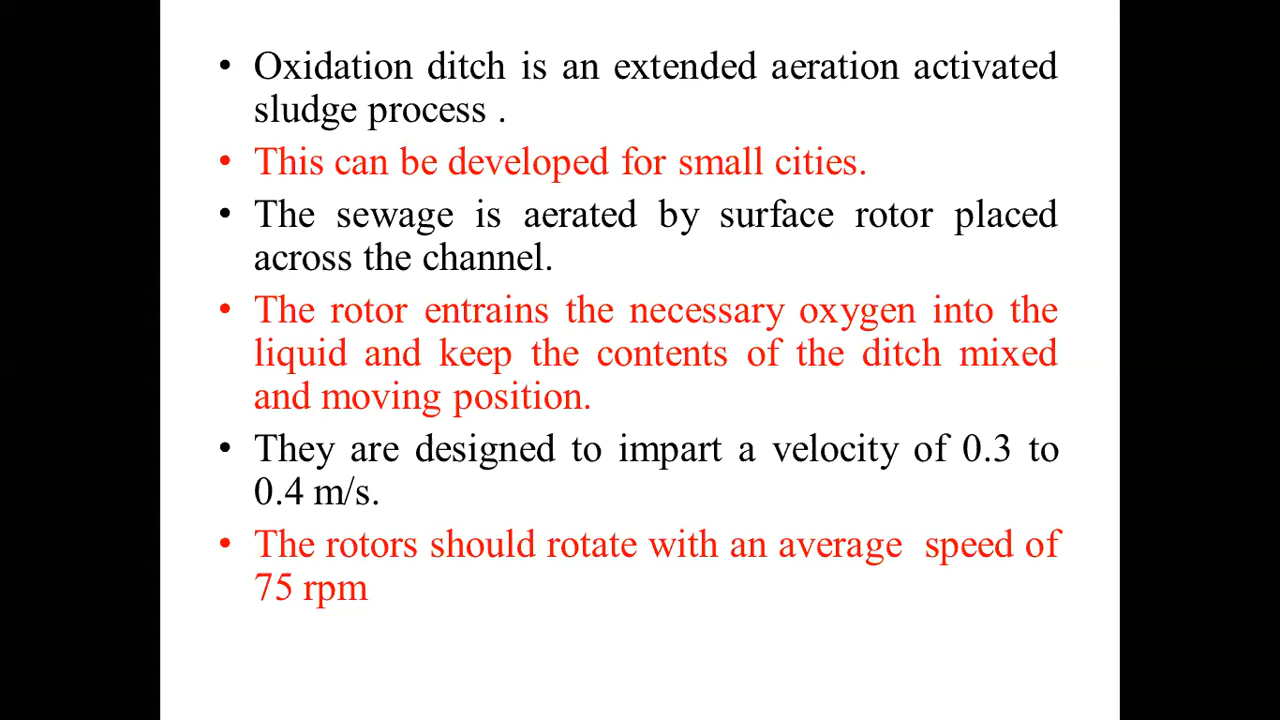 • Oxidation ditch is an extended aeration activated
sludge process .
• This can be developed for small cities.
• The sewage is aerated by surface rotor placed
across the channel.
• The rotor entrains the necessary oxygen into the
liquid and keep the contents of the ditch mixed
and moving position.
• They are designed to impart a velocity of 0.3 to
0.4 m/s.
• The rotors should rotate with an average  speed of
75 rpm